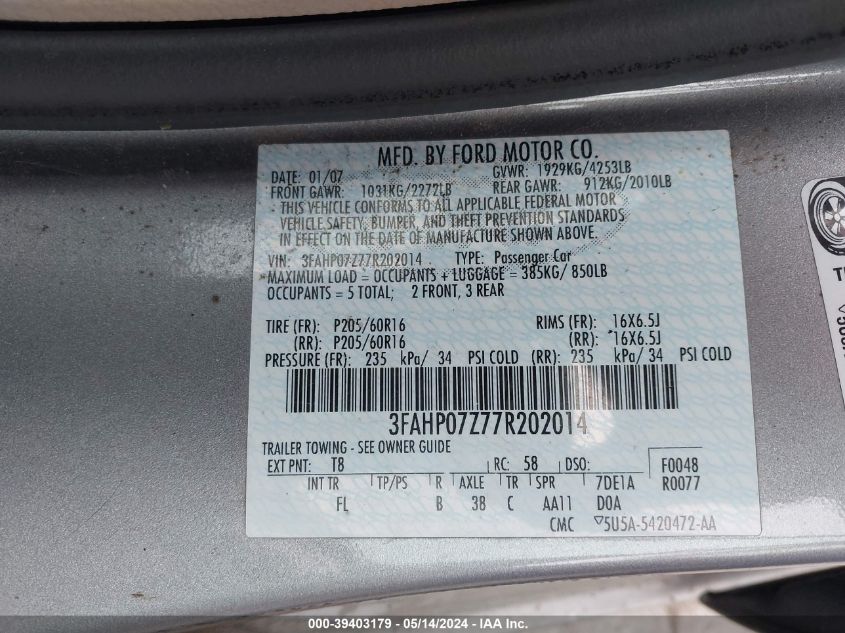 MFD. BY FORD MOTOR CO.
DATE: 01/07 GVWR: 1929KG/4253LB
FRONT GAWR: 1031KG/2272LB REAR GAWR: 912KG/2010LB
THIS VEHICLE CONFORMS TO ALL APPLICABLE FEDERAL MOTOR
VEHICLE SAFETY, BUMPER, AND THEFT PREVENTION STANDARDS
IN EFFECT ON THE DATE OF MANUFACTURE SHOWN ABOVE.
VIN: 3FAHP07Z77R202014 TYPE: Passenger Car
MAXIMUM LOAD = OCCUPANTS + LUGGAGE = 385KG/ 850LB
OCCUPANTS = 5 TOTAL; 2 FRONT, 3 REAR
TIRE (FR): P205/60R16 RIMS (FR): 16X6.5J
(RR): P205/60R16 (RR): 16X6.5J
PRESSURE (FR): 235 kPa/ 34 PSI COLD (RR): 235 kPa/ 34 PSI COLD
3FAHP07Z77R202014
TRAILER TOWING - SEE OWNER GUIDE
EXT PNT: T8 RC: 58 DSO: F0048
INT TR TP/PS R AXLE TR SPR 7DE1A R0077
FL B 38 C AA11 D0A
CMC ▽5U5A-5420472-AA
000-39403179 - 05/14/2024 - IAAI INC.